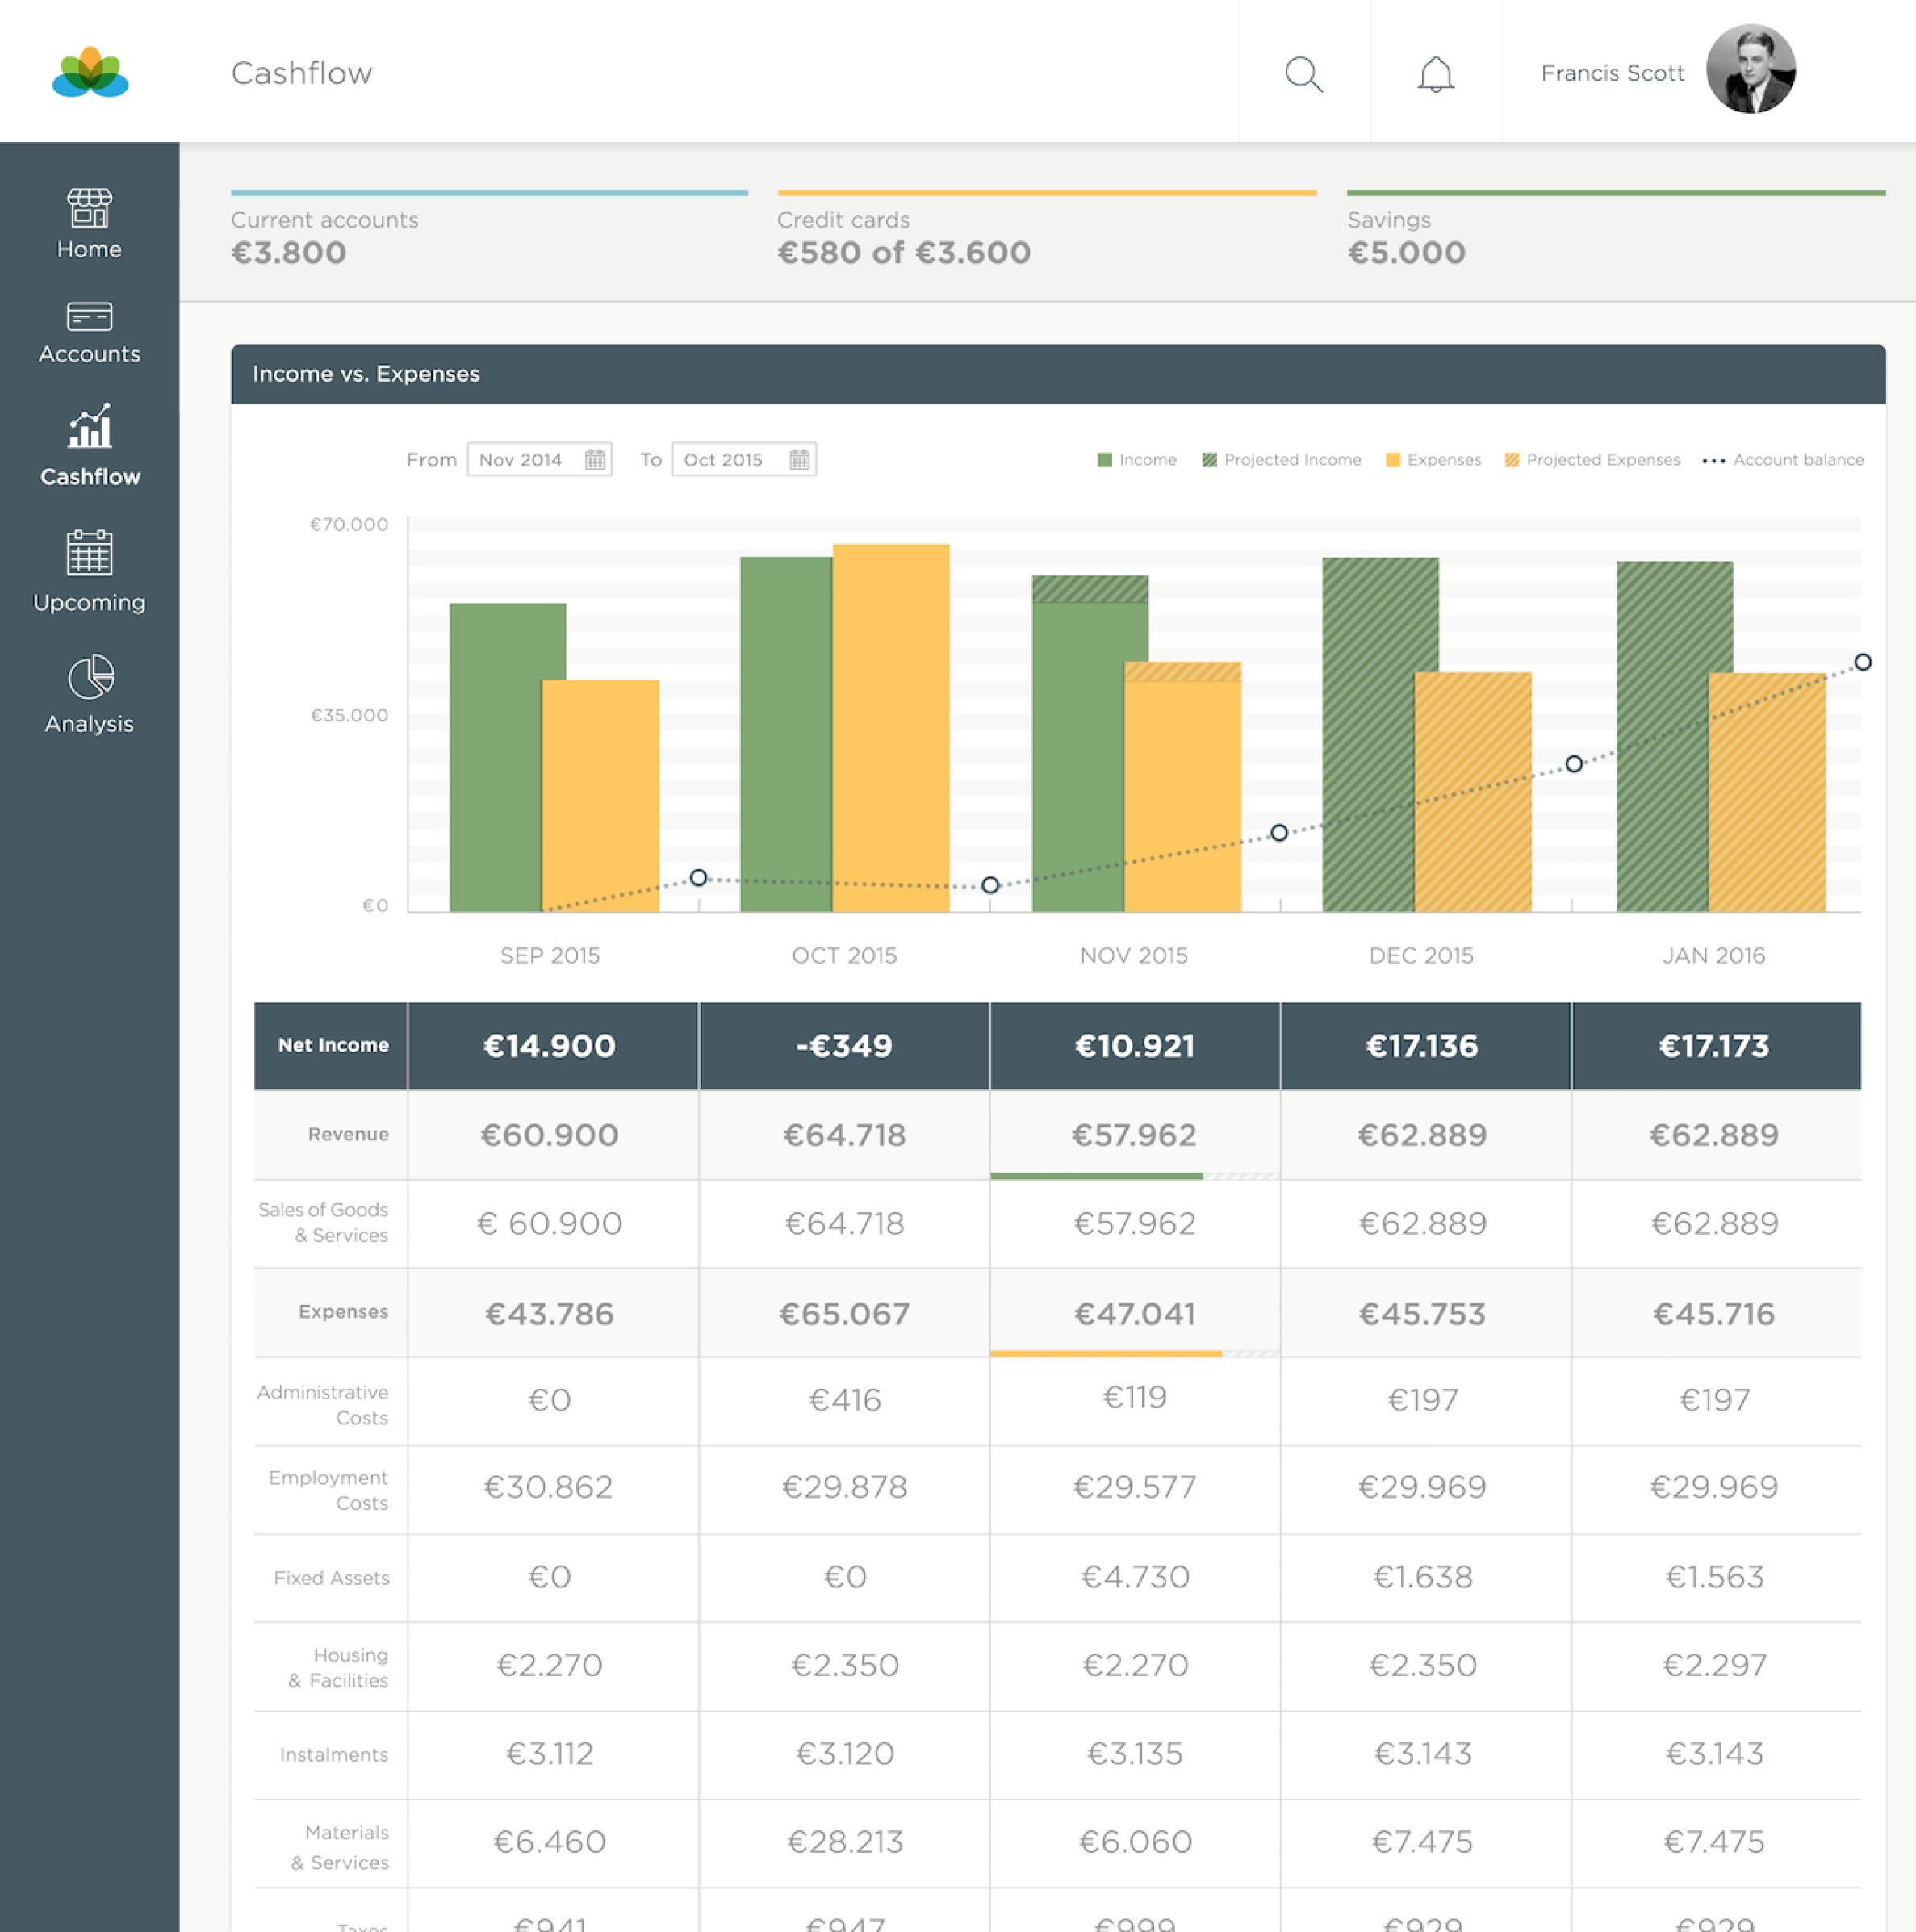 Cashflow
Francis Scott
Home
Accounts
Cashflow
Upcoming
Analysis
Current accounts
€3.800
Credit cards
€580 of €3.600
Savings
€5.000
Income vs. Expenses
From Nov 2014 To Oct 2015
Income Projected Income Expenses Projected Expenses Account balance
€70.000
€35.000
€0
SEP 2015 OCT 2015 NOV 2015 DEC 2015 JAN 2016
Net Income €14.900 -€349 €10.921 €17.136 €17.173
Revenue €60.900 €64.718 €57.962 €62.889 €62.889
Sales of Goods
& Services € 60.900 €64.718 €57.962 €62.889 €62.889
Expenses €43.786 €65.067 €47.041 €45.753 €45.716
Administrative
Costs €0 €416 €119 €197 €197
Employment
Costs €30.862 €29.878 €29.577 €29.969 €29.969
Fixed Assets €0 €0 €4.730 €1.638 €1.563
Housing
& Facilities €2.270 €2.350 €2.270 €2.350 €2.297
Instalments €3.112 €3.120 €3.135 €3.143 €3.143
Materials
& Services €6.460 €28.213 €6.060 €7.475 €7.475
Taxes €941 €947 €999 €929 €929